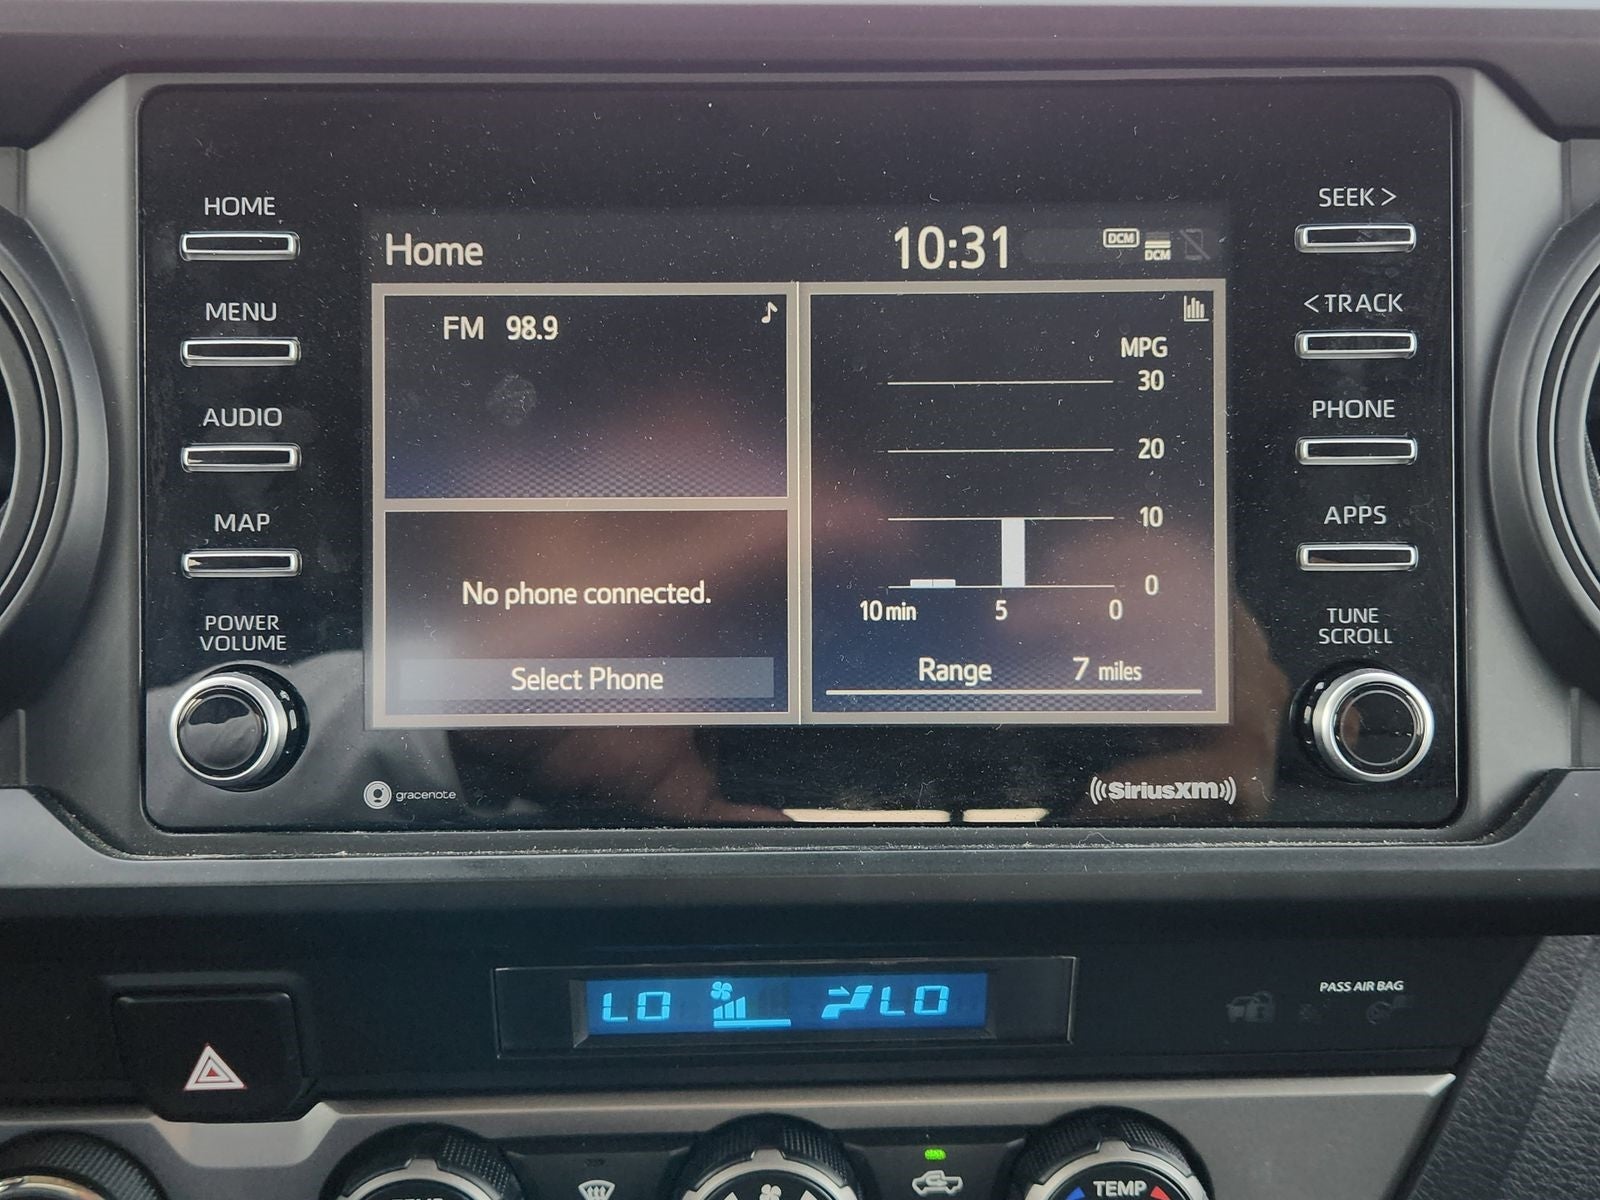 HOME
MENU
AUDIO
MAP
POWER
VOLUME
Home
10:31
DCM
DCM
FM 98.9
No phone connected.
Select Phone
MPG
30
20
10
0
10 min 5 0
Range 7 miles
gracenote
((SiriusXM))
SEEK >
< TRACK
PHONE
APPS
TUNE
SCROLL
LO LO
PASS AIR BAG
TEMP